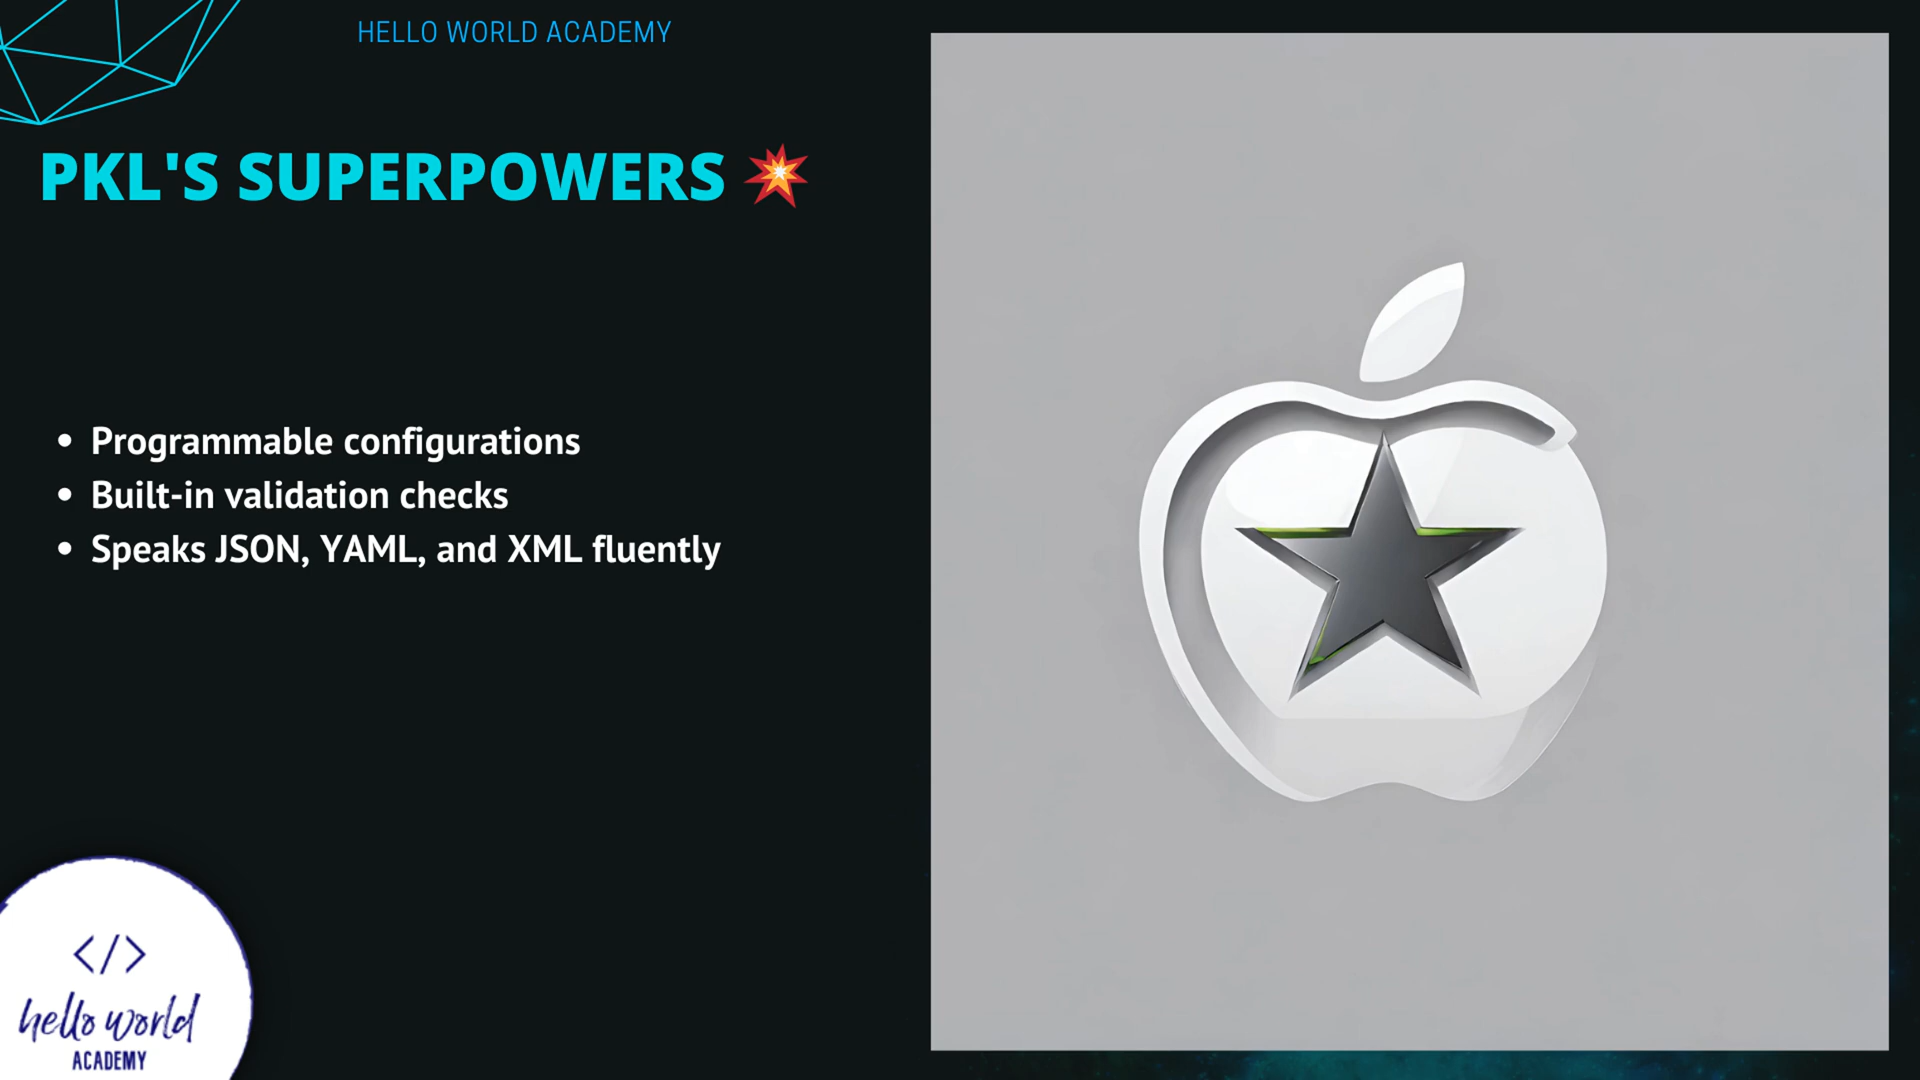 HELLO WORLD ACADEMY
PKL'S SUPERPOWERS 💥
• Programmable configurations
• Built-in validation checks
• Speaks JSON, YAML, and XML fluently
</>
hello world
ACADEMY